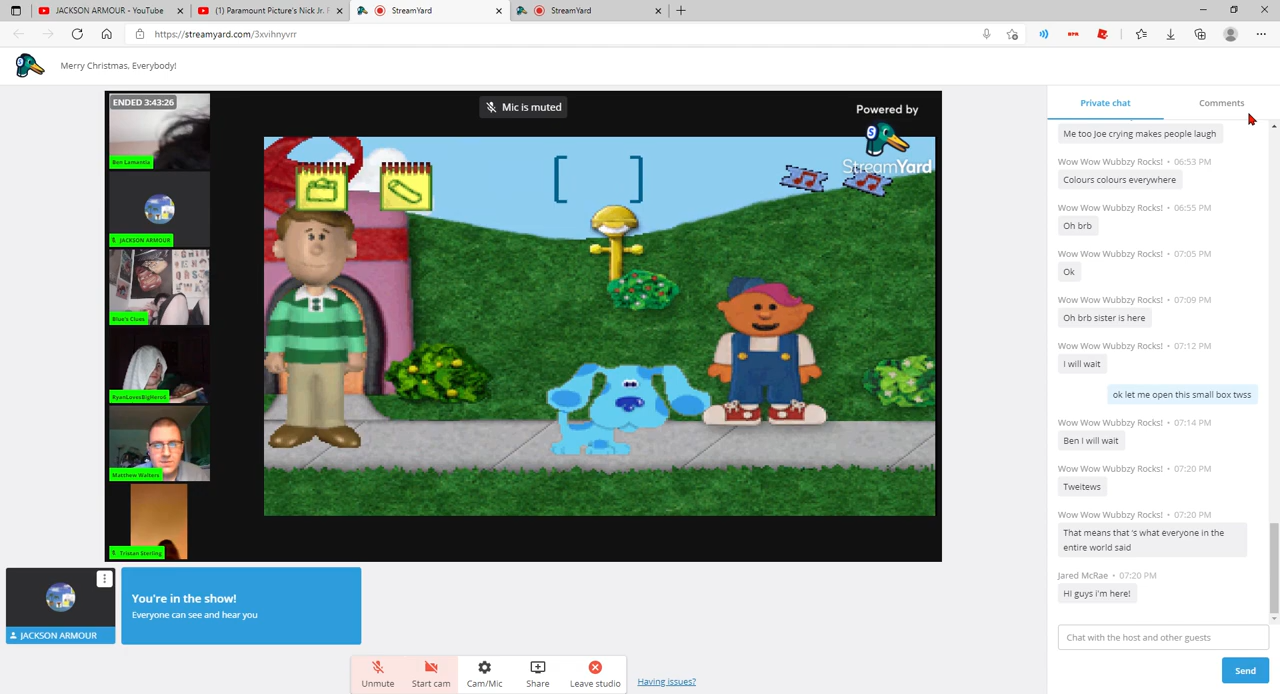 JACKSON ARMOUR - YouTube
(1) Paramount Picture's Nick Jr. F
StreamYard
StreamYard
https://streamyard.com/3xvihnyvrr
Merry Christmas, Everybody!
ENDED 3:43:26
Mic is muted
Powered by
StreamYard
Ben Lamantia
JACKSON ARMOUR
Blue's Clues
RyanLovesBigHero6
Matthew Walters
Tristan Sterling
JACKSON ARMOUR
You're in the show!
Everyone can see and hear you
Unmute
Start cam
Cam/Mic
Share
Leave studio
Having issues?
Private chat
Comments
Me too Joe crying makes people laugh
Wow Wow Wubbzy Rocks! • 06:53 PM
Colours colours everywhere
Wow Wow Wubbzy Rocks! • 06:55 PM
Oh brb
Wow Wow Wubbzy Rocks! • 07:05 PM
Ok
Wow Wow Wubbzy Rocks! • 07:09 PM
Oh brb sister is here
Wow Wow Wubbzy Rocks! • 07:12 PM
I will wait
ok let me open this small box twss
Wow Wow Wubbzy Rocks! • 07:14 PM
Ben I will wait
Wow Wow Wubbzy Rocks! • 07:20 PM
Tweitews
Wow Wow Wubbzy Rocks! • 07:20 PM
That means that 's what everyone in the
entire world said
Jared McRae • 07:20 PM
HI guys i'm here!
Chat with the host and other guests
Send